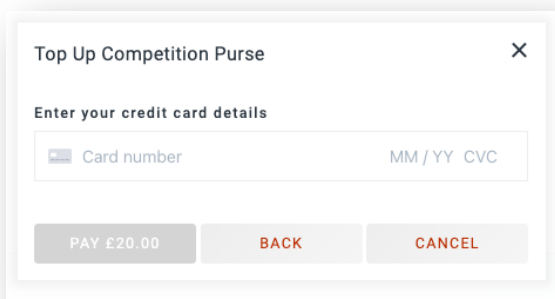 Top Up Competition Purse
Enter your credit card details
Card number MM / YY CVC
PAY £20.00 BACK CANCEL